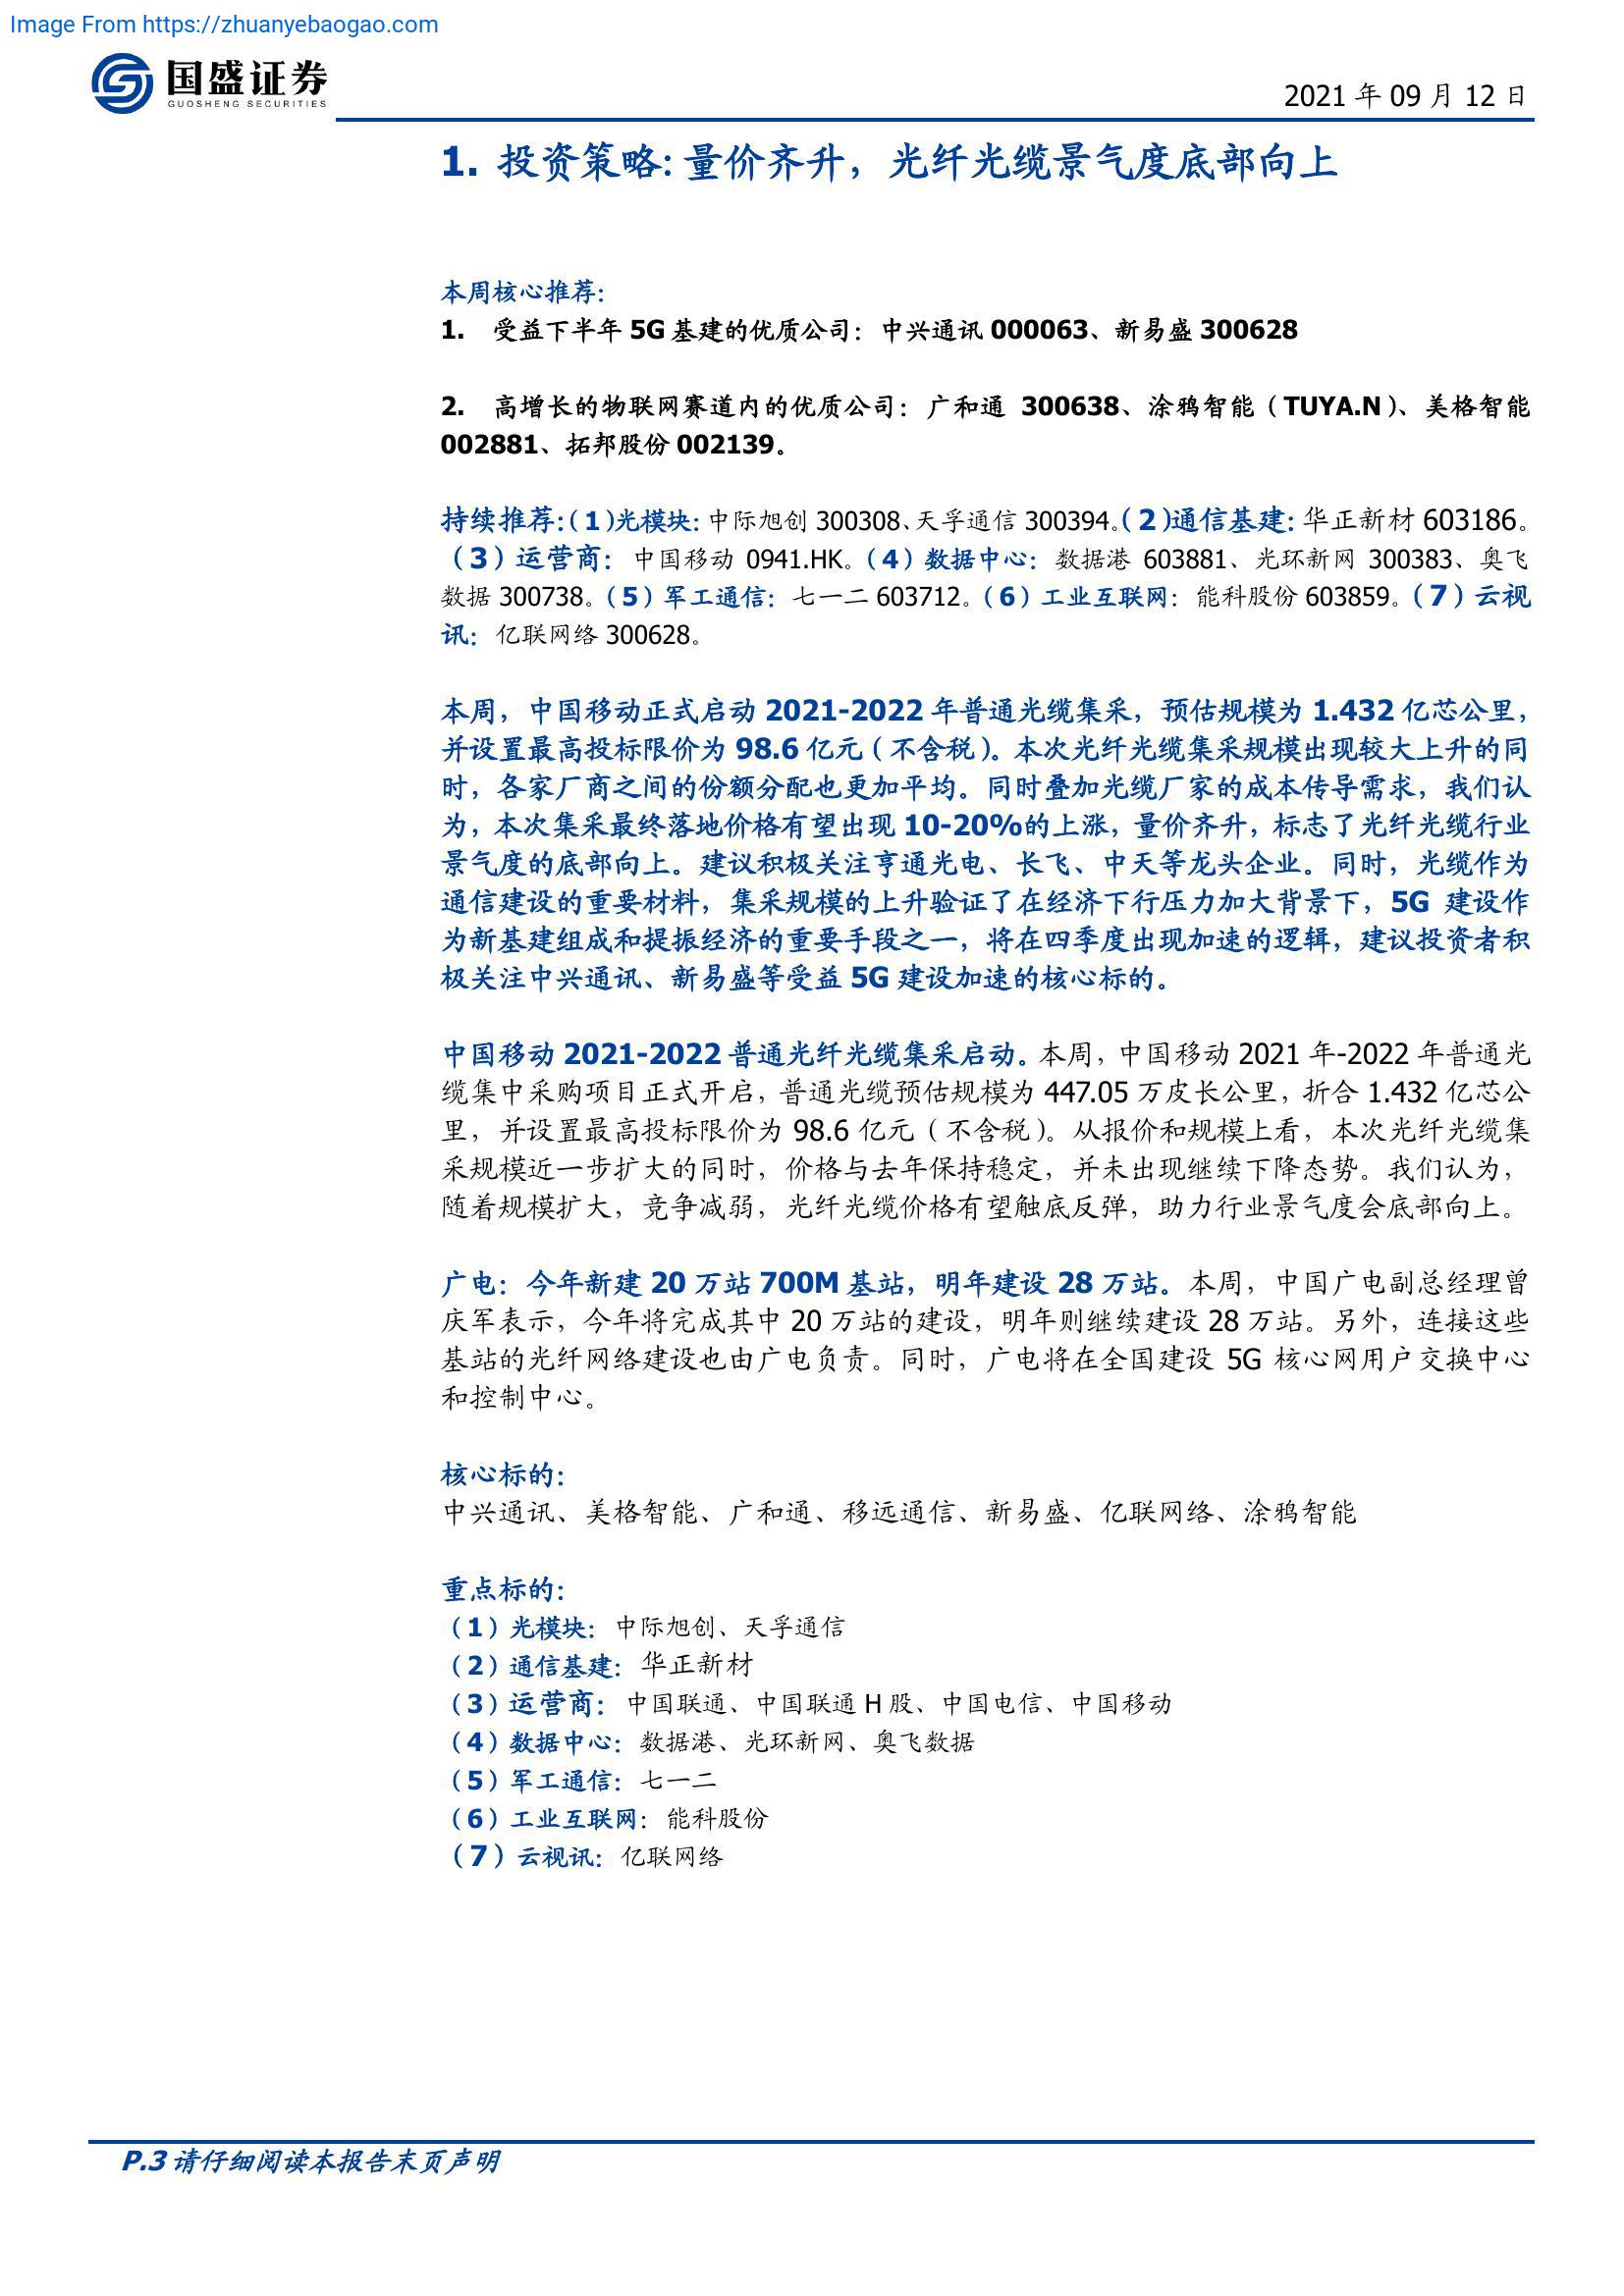 Image From https://zhuanyebaogao.com
国盛证券
GUOSHENG SECURITIES
2021 年 09 月 12 日
1. 投资策略: 量价齐升，光纤光缆景气度底部向上
本周核心推荐:
1. 受益下半年 5G 基建的优质公司：中兴通讯 000063、新易盛 300628
2. 高增长的物联网赛道内的优质公司：广和通 300638、涂鸦智能（TUYA.N）、美格智能
002881、拓邦股份 002139。
持续推荐:（1)光模块: 中际旭创 300308、天孚通信 300394。（2)通信基建: 华正新材 603186。
（3）运营商：中国移动 0941.HK。（4）数据中心：数据港 603881、光环新网 300383、奥飞
数据 300738。（5）军工通信：七一二 603712。（6）工业互联网：能科股份 603859。（7）云视
讯：亿联网络 300628。
本周，中国移动正式启动 2021-2022 年普通光缆集采，预估规模为 1.432 亿芯公里，
并设置最高投标限价为 98.6 亿元（不含税）。本次光纤光缆集采规模出现较大上升的同
时，各家厂商之间的份额分配也更加平均。同时叠加光缆厂家的成本传导需求，我们认
为，本次集采最终落地价格有望出现 10-20%的上涨，量价齐升，标志了光纤光缆行业
景气度的底部向上。建议积极关注亨通光电、长飞、中天等龙头企业。同时，光缆作为
通信建设的重要材料，集采规模的上升验证了在经济下行压力加大背景下，5G 建设作
为新基建组成和提振经济的重要手段之一，将在四季度出现加速的逻辑，建议投资者积
极关注中兴通讯、新易盛等受益 5G 建设加速的核心标的。
中国移动 2021-2022 普通光纤光缆集采启动。本周，中国移动 2021 年-2022 年普通光
缆集中采购项目正式开启，普通光缆预估规模为 447.05 万皮长公里，折合 1.432 亿芯公
里，并设置最高投标限价为 98.6 亿元（不含税）。从报价和规模上看，本次光纤光缆集
采规模近一步扩大的同时，价格与去年保持稳定，并未出现继续下降态势。我们认为，
随着规模扩大，竞争减弱，光纤光缆价格有望触底反弹，助力行业景气度会底部向上。
广电：今年新建 20 万站 700M 基站，明年建设 28 万站。本周，中国广电副总经理曾
庆军表示，今年将完成其中 20 万站的建设，明年则继续建设 28 万站。另外，连接这些
基站的光纤网络建设也由广电负责。同时，广电将在全国建设 5G 核心网用户交换中心
和控制中心。
核心标的:
中兴通讯、美格智能、广和通、移远通信、新易盛、亿联网络、涂鸦智能
重点标的:
（1）光模块：中际旭创、天孚通信
（2）通信基建：华正新材
（3）运营商：中国联通、中国联通 H 股、中国电信、中国移动
（4）数据中心：数据港、光环新网、奥飞数据
（5）军工通信：七一二
（6）工业互联网：能科股份
（7）云视讯：亿联网络
P.3 请仔细阅读本报告末页声明